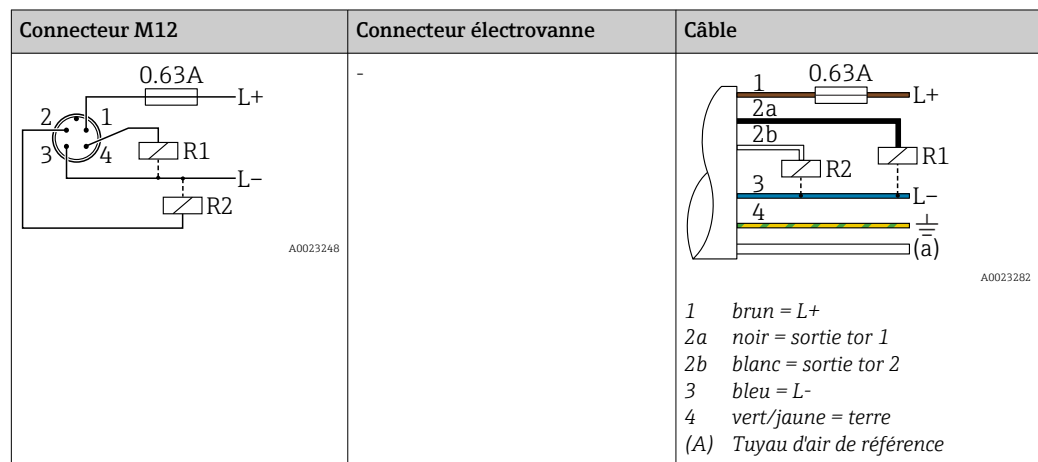 Connecteur M12
Connecteur électrovanne
Câble
0.63A
L+
2
1
3
4
R1
L–
R2
A0023248
-
1
0.63A
L+
2a
2b
R1
R2
3
L–
4
(a)
A0023282
1 brun = L+
2a noir = sortie tor 1
2b blanc = sortie tor 2
3 bleu = L-
4 vert/jaune = terre
(A) Tuyau d'air de référence